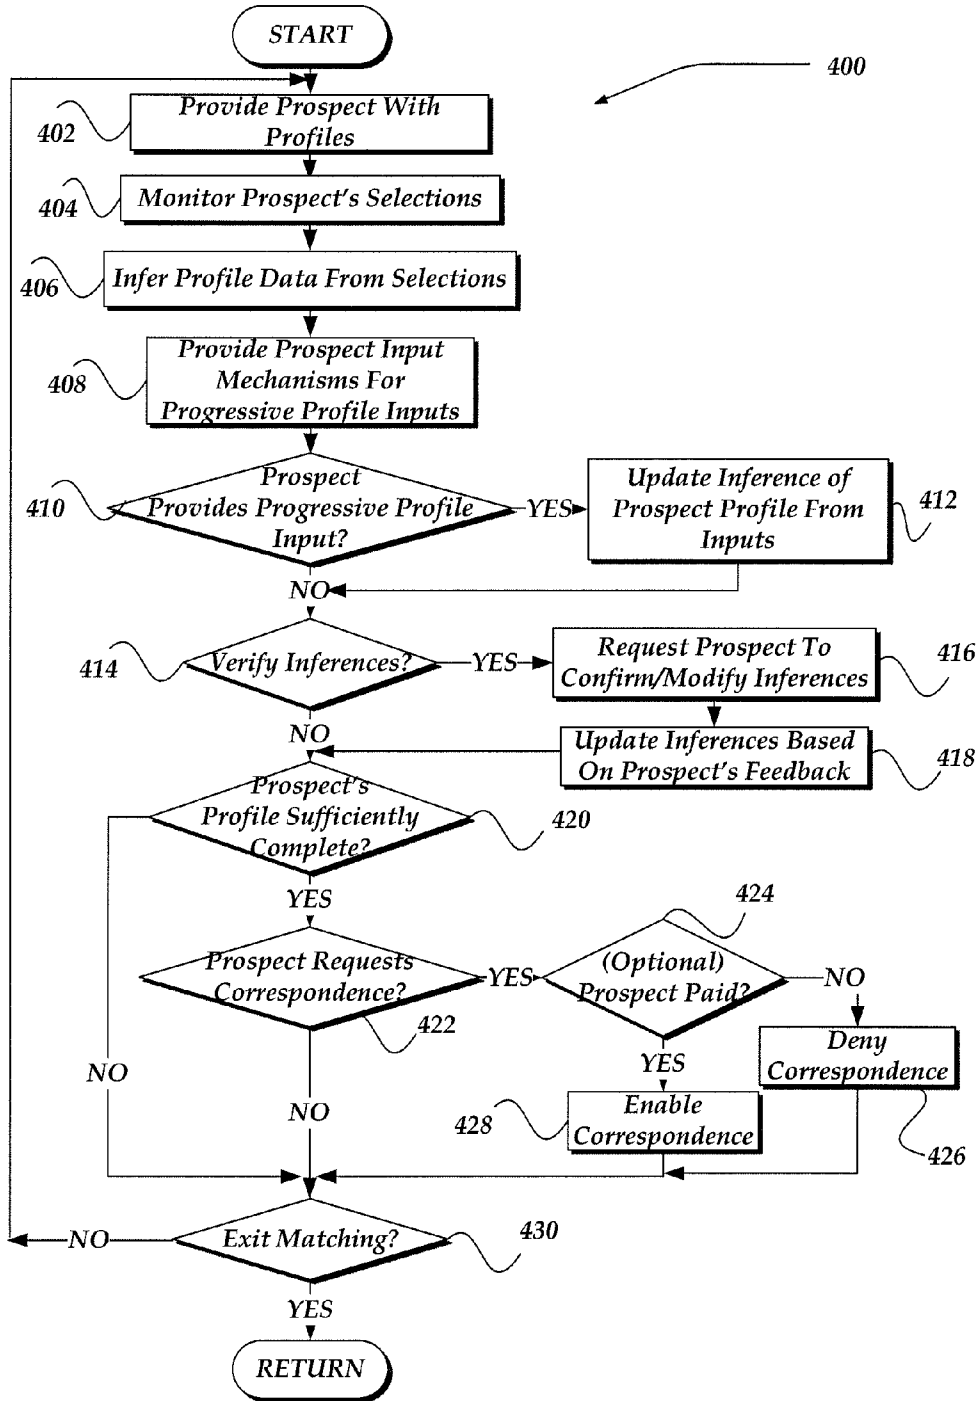 START
400
Provide Prospect With
Profiles
402
Monitor Prospect's Selections
404
Infer Profile Data From Selections
406
Provide Prospect Input
Mechanisms For
Progressive Profile Inputs
408
Prospect
Provides Progressive Profile
Input?
410
YES
Update Inference of
Prospect Profile From
Inputs
412
NO
Verify Inferences?
414
YES
Request Prospect To
Confirm/Modify Inferences
416
NO
Update Inferences Based
On Prospect's Feedback
418
Prospect's
Profile Sufficiently
Complete?
420
YES
424
Prospect Requests
Correspondence?
422
YES
(Optional)
Prospect Paid?
NO
Deny
Correspondence
426
YES
NO
NO
Enable
Correspondence
428
Exit Matching?
430
NO
YES
RETURN